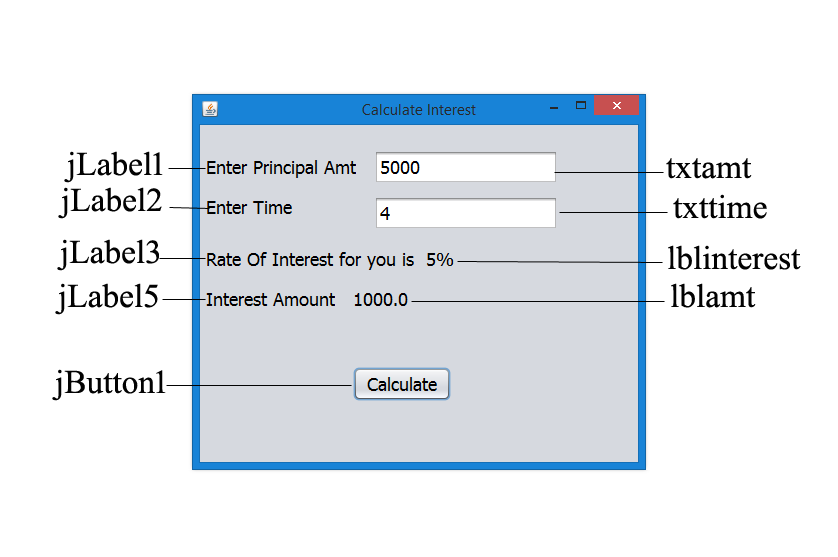 Calculate Interest
jLabel1 Enter Principal Amt 5000 txtamt
jLabel2 Enter Time 4 txttime
jLabel3 Rate Of Interest for you is 5% lblinterest
jLabel5 Interest Amount 1000.0 lblamt
jButton1 Calculate